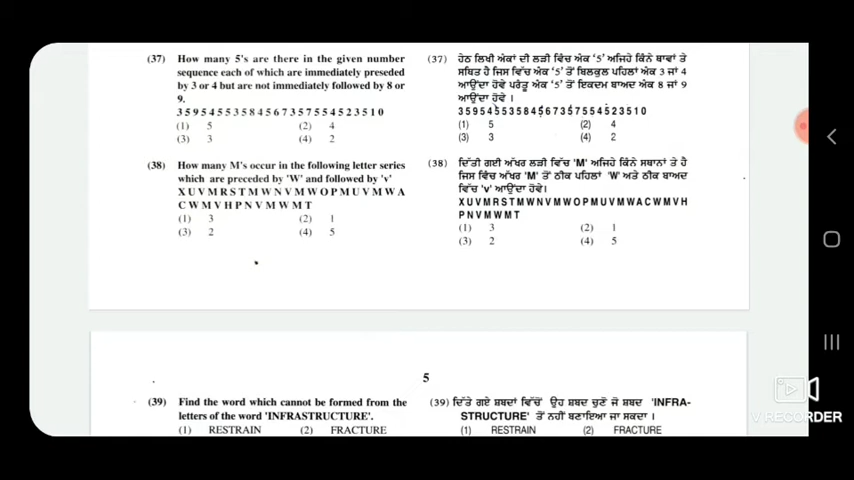 (37) How many 5's are there in the given number
sequence each of which are immediately preseded
by 3 or 4 but are not immediately followed by 8 or
9.
3 5 9 5 4 5 5 3 5 8 4 5 6 7 3 5 7 5 5 4 5 2 3 5 1 0
(1) 5 (2) 4
(3) 3 (4) 2
(38) How many M's occur in the following letter series
which are preceded by 'W' and followed by 'v'
X U V M R S T M W N V M W O P M U V M W A
C W M V H P N V M W M T
(1) 3 (2) 1
(3) 2 (4) 5
(37) ਹੇਠ ਲਿਖੀ ਅੰਕਾਂ ਦੀ ਲੜੀ ਵਿੱਚ ਅੰਕ '5' ਅਜਿਹੇ ਕਿੰਨੇ ਥਾਵਾਂ ਤੇ
ਸਥਿਤ ਹੈ ਜਿਸ ਵਿੱਚ ਅੰਕ '5' ਤੋਂ ਬਿਲਕੁਲ ਪਹਿਲਾਂ ਅੰਕ 3 ਜਾਂ 4
ਆਉਂਦਾ ਹੋਵੇ ਪਰੰਤੂ ਅੰਕ '5' ਤੋਂ ਇਕਦਮ ਬਾਅਦ ਅੰਕ 8 ਜਾਂ 9
ਆਉਂਦਾ ਹੋਵੇ ।
3 5 9 5 4 5 5 3 5 8 4 5 6 7 3 5 7 5 5 4 5 2 3 5 1 0
(1) 5 (2) 4
(3) 3 (4) 2
(38) ਦਿੱਤੀ ਗਈ ਅੱਖਰ ਲੜੀ ਵਿੱਚ 'M' ਅਜਿਹੇ ਕਿੰਨੇ ਸਥਾਨਾਂ ਤੇ ਹੈ
ਜਿਸ ਵਿੱਚ ਅੱਖਰ 'M' ਤੋਂ ਠੀਕ ਪਹਿਲਾਂ 'W' ਅਤੇ ਠੀਕ ਬਾਅਦ
ਵਿੱਚ 'v' ਆਉਂਦਾ ਹੋਵੇ।
X U V M R S T M W N V M W O P M U V M W A C W M V H
P N V M W M T
(1) 3 (2) 1
(3) 2 (4) 5
5
(39) Find the word which cannot be formed from the
letters of the word 'INFRASTRUCTURE'.
(1) RESTRAIN (2) FRACTURE
(39) ਦਿੱਤੇ ਗਏ ਸ਼ਬਦਾਂ ਵਿੱਚੋਂ ਉਹ ਸ਼ਬਦ ਚੁਣੋ ਜੋ ਸ਼ਬਦ 'INFRA-
STRUCTURE' ਤੋਂ ਨਹੀਂ ਬਣਾਇਆ ਜਾ ਸਕਦਾ ।
(1) RESTRAIN (2) FRACTURE
V RECORDER